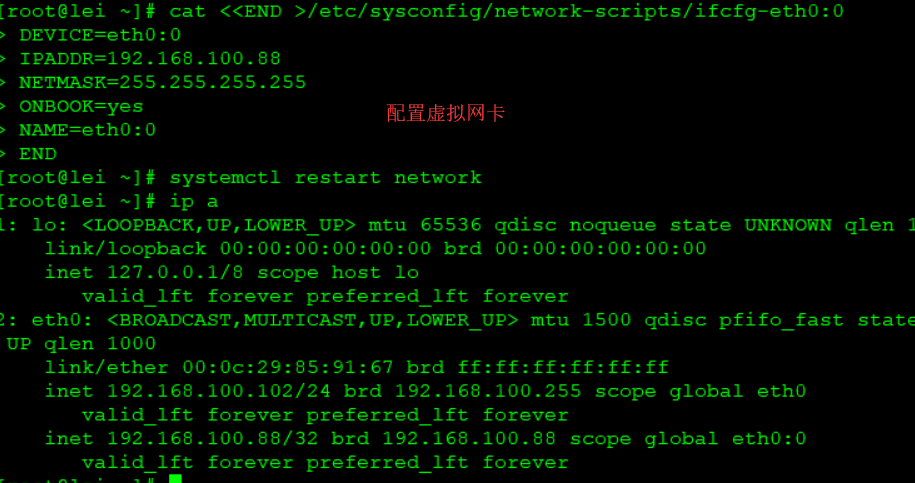 [root@lei ~]# cat <<END >/etc/sysconfig/network-scripts/ifcfg-eth0:0
> DEVICE=eth0:0
> IPADDR=192.168.100.88
> NETMASK=255.255.255.255
> ONBOOK=yes
配置虚拟网卡
> NAME=eth0:0
> END
[root@lei ~]# systemctl restart network
[root@lei ~]# ip a
1: lo: <LOOPBACK,UP,LOWER_UP> mtu 65536 qdisc noqueue state UNKNOWN qlen 1
link/loopback 00:00:00:00:00:00 brd 00:00:00:00:00:00
inet 127.0.0.1/8 scope host lo
valid_lft forever preferred_lft forever
2: eth0: <BROADCAST,MULTICAST,UP,LOWER_UP> mtu 1500 qdisc pfifo_fast state
UP qlen 1000
link/ether 00:0c:29:85:91:67 brd ff:ff:ff:ff:ff:ff
inet 192.168.100.102/24 brd 192.168.100.255 scope global eth0
valid_lft forever preferred_lft forever
inet 192.168.100.88/32 brd 192.168.100.88 scope global eth0:0
valid_lft forever preferred_lft forever